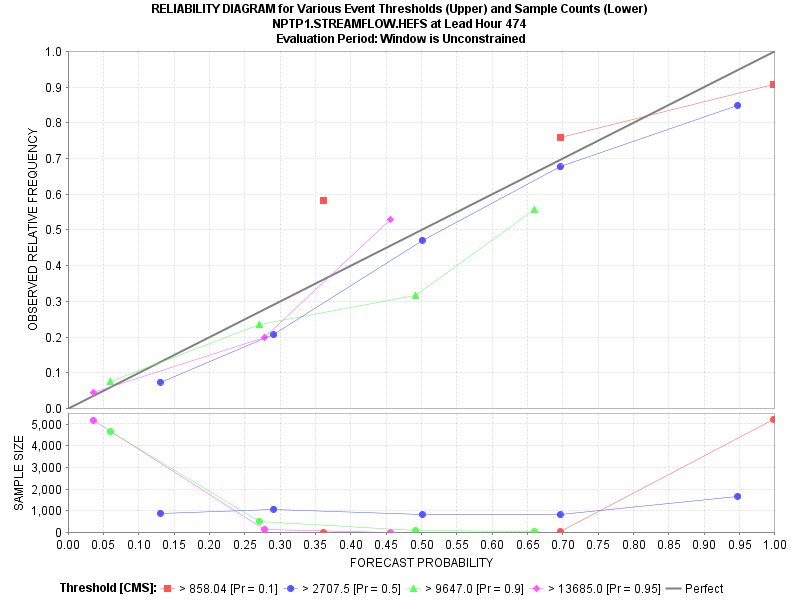 RELIABILITY DIAGRAM for Various Event Thresholds (Upper) and Sample Counts (Lower)
NPTP1.STREAMFLOW.HEFS at Lead Hour 474
Evaluation Period: Window is Unconstrained
OBSERVED RELATIVE FREQUENCY
1.0
0.9
0.8
0.7
0.6
0.5
0.4
0.3
0.2
0.1
0.0
SAMPLE SIZE
5,000
4,000
3,000
2,000
1,000
0
0.00 0.05 0.10 0.15 0.20 0.25 0.30 0.35 0.40 0.45 0.50 0.55 0.60 0.65 0.70 0.75 0.80 0.85 0.90 0.95 1.00
FORECAST PROBABILITY
Threshold [CMS]: > 858.04 [Pr = 0.1] > 2707.5 [Pr = 0.5] > 9647.0 [Pr = 0.9] > 13685.0 [Pr = 0.95] Perfect